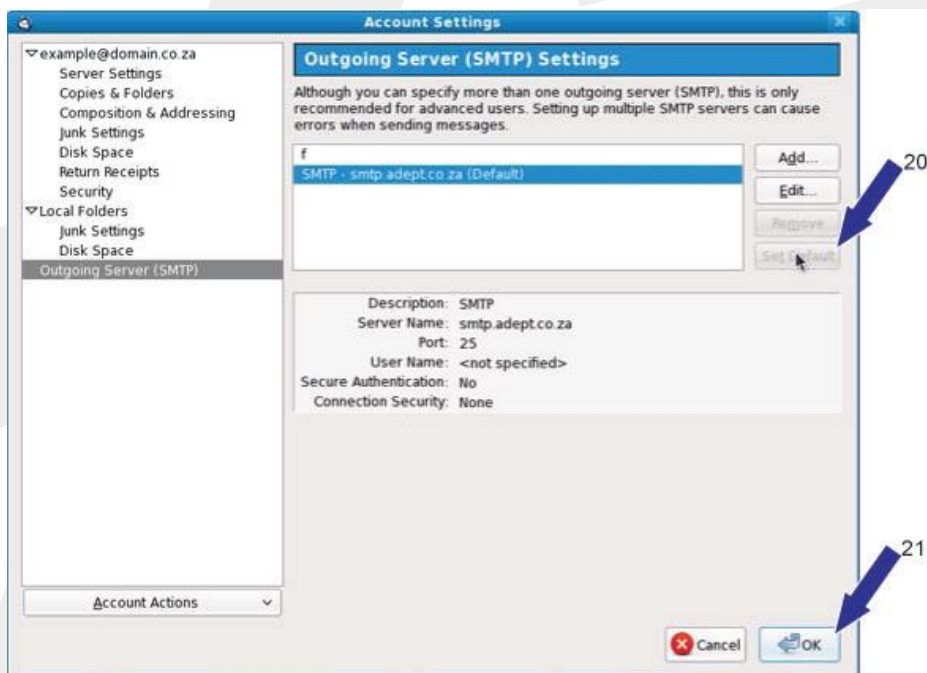 Account Settings
example@domain.co.za
Server Settings
Copies & Folders
Composition & Addressing
Junk Settings
Disk Space
Return Receipts
Security
Local Folders
Junk Settings
Disk Space
Outgoing Server (SMTP)
Account Actions
Outgoing Server (SMTP) Settings
Although you can specify more than one outgoing server (SMTP), this is only
recommended for advanced users. Setting up multiple SMTP servers can cause
errors when sending messages.
f
SMTP - smtp.adept.co.za (Default)
Add...
Edit...
Remove
Set Default
20
Description: SMTP
Server Name: smtp.adept.co.za
Port: 25
User Name: <not specified>
Secure Authentication: No
Connection Security: None
21
Cancel
OK